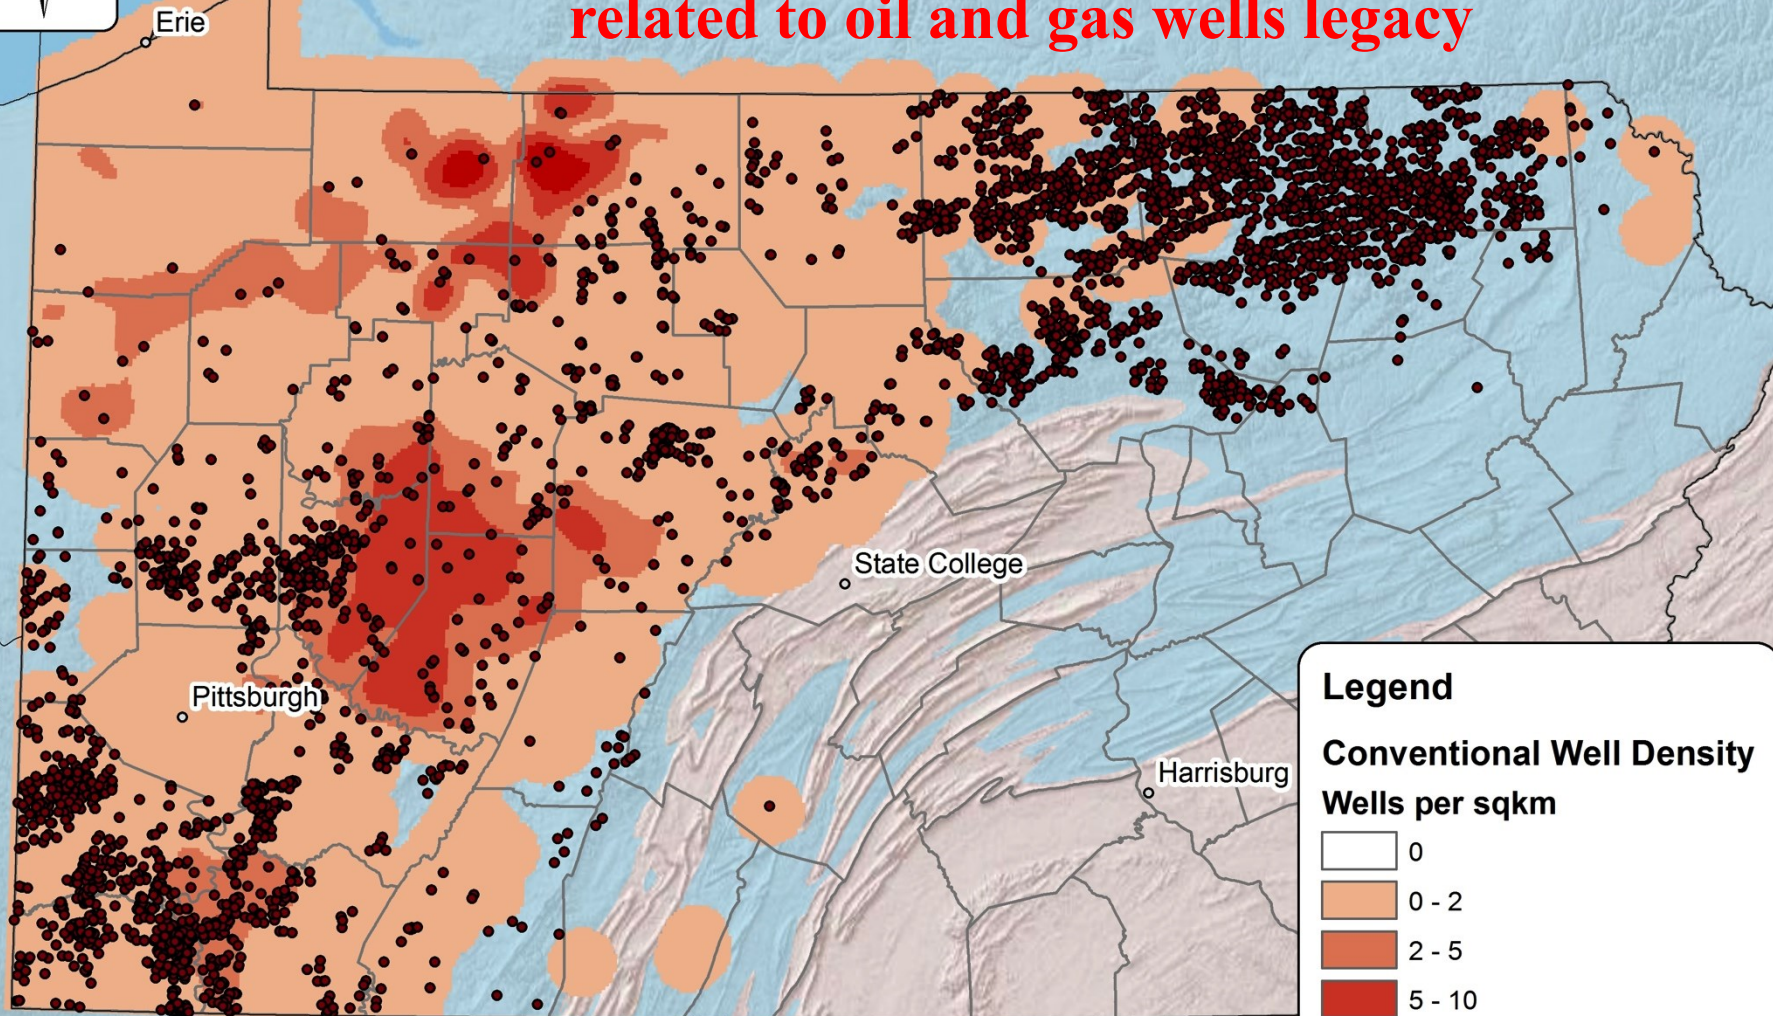 related to oil and gas wells legacy
Erie
State College
Pittsburgh
Harrisburg
Legend
Conventional Well Density
Wells per sqkm
0
0 - 2
2 - 5
5 - 10